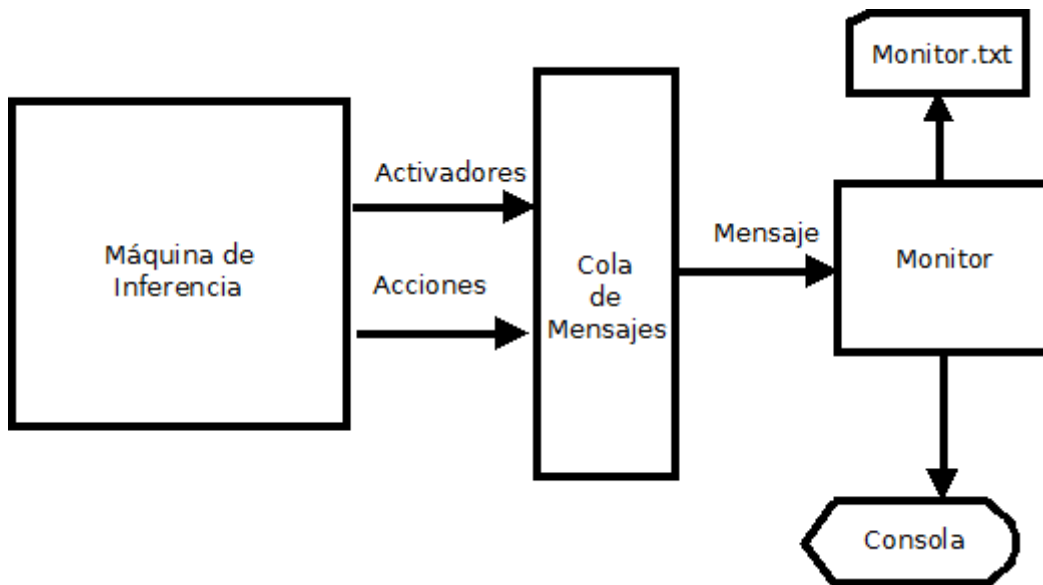 Máquina de
Inferencia
Activadores
Acciones
Cola
de
Mensajes
Mensaje
Monitor.txt
Monitor
Consola